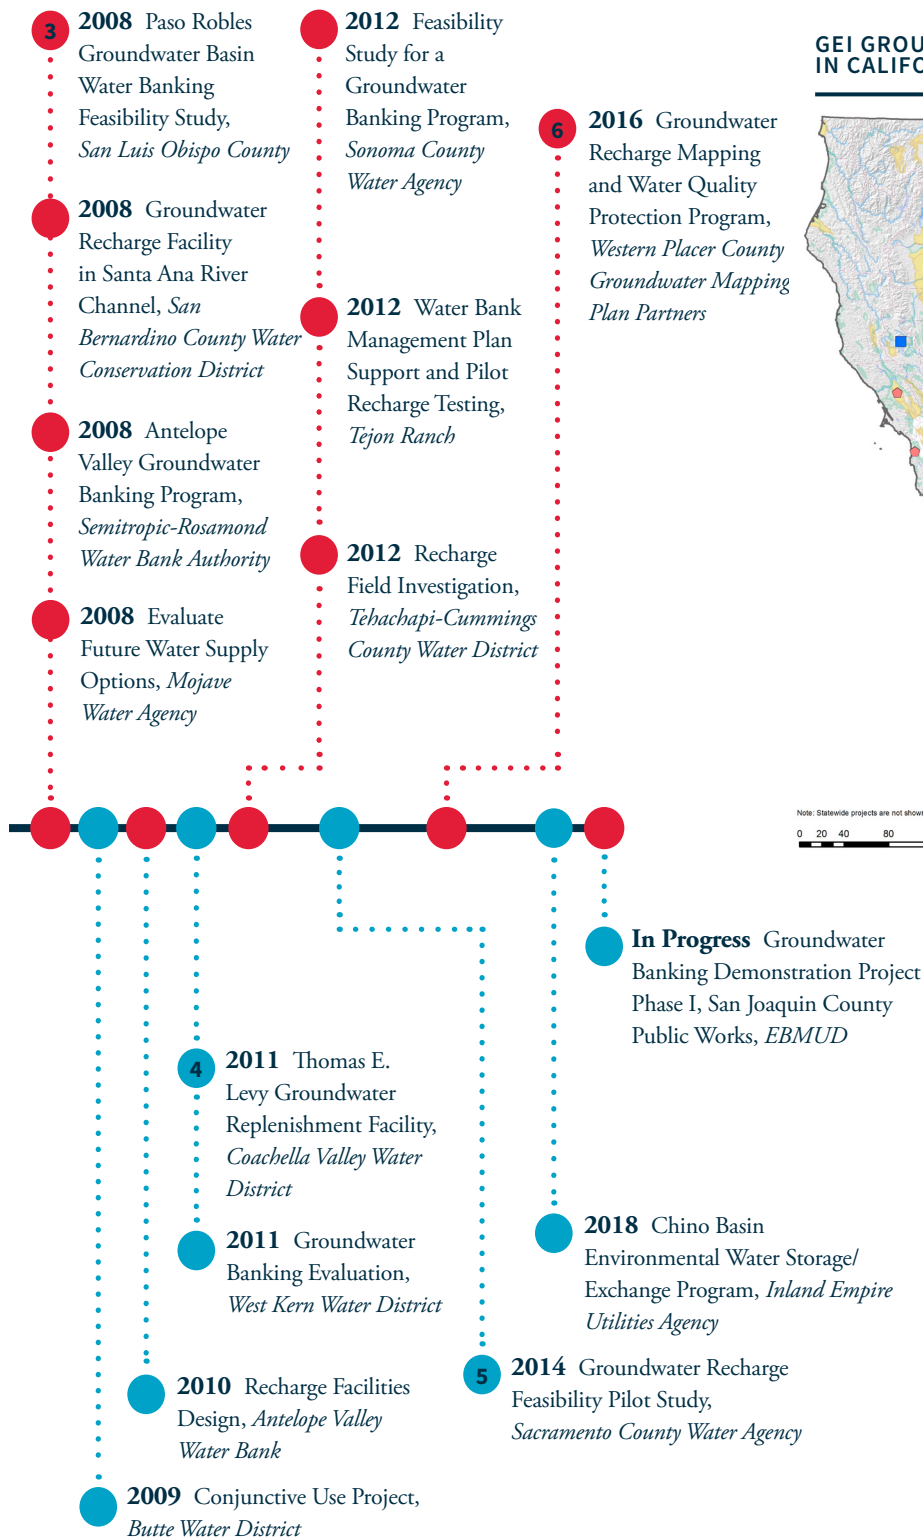 3
2008 Paso Robles
Groundwater Basin
Water Banking
Feasibility Study,
San Luis Obispo County
2008 Groundwater
Recharge Facility
in Santa Ana River
Channel, San
Bernardino County Water
Conservation District
2008 Antelope
Valley Groundwater
Banking Program,
Semitropic-Rosamond
Water Bank Authority
2008 Evaluate
Future Water Supply
Options, Mojave
Water Agency
2012 Feasibility
Study for a
Groundwater
Banking Program,
Sonoma County
Water Agency
2012 Water Bank
Management Plan
Support and Pilot
Recharge Testing,
Tejon Ranch
2012 Recharge
Field Investigation,
Tehachapi-Cummings
County Water District
6
2016 Groundwater
Recharge Mapping
and Water Quality
Protection Program,
Western Placer County
Groundwater Mapping
Plan Partners
GEI GROU
IN CALIFO
Note: Statewide projects are not shown
0 20 40 80
In Progress Groundwater
Banking Demonstration Project
Phase I, San Joaquin County
Public Works, EBMUD
4
2011 Thomas E.
Levy Groundwater
Replenishment Facility,
Coachella Valley Water
District
2011 Groundwater
Banking Evaluation,
West Kern Water District
2018 Chino Basin
Environmental Water Storage/
Exchange Program, Inland Empire
Utilities Agency
5
2014 Groundwater Recharge
Feasibility Pilot Study,
Sacramento County Water Agency
2010 Recharge Facilities
Design, Antelope Valley
Water Bank
2009 Conjunctive Use Project,
Butte Water District